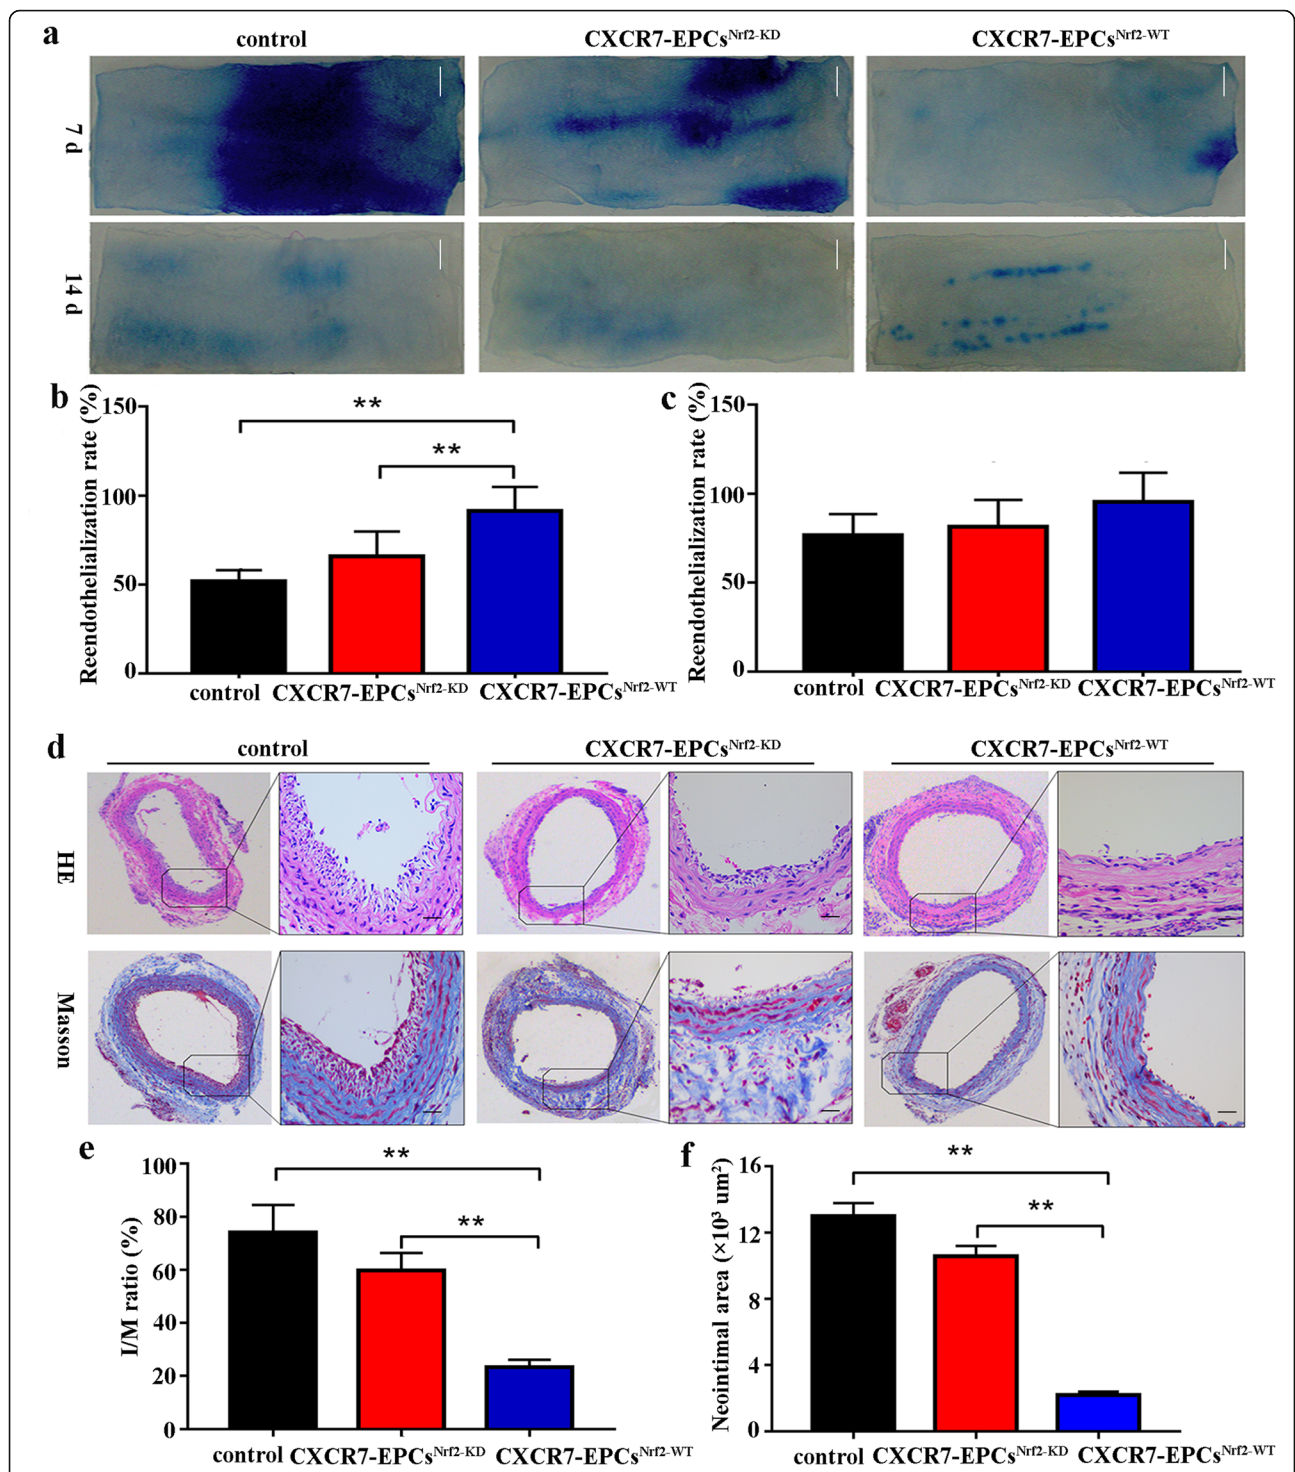 a
control
CXCR7-EPCsNrf2-KD
CXCR7-EPCsNrf2-WT
7 d
14 d
b
Reendothelialization rate (%)
150
100
50
0
**
**
control
CXCR7-EPCsNrf2-KD
CXCR7-EPCsNrf2-WT
c
Reendothelialization rate (%)
150
100
50
0
control
CXCR7-EPCsNrf2-KD
CXCR7-EPCsNrf2-WT
d
control
CXCR7-EPCsNrf2-KD
CXCR7-EPCsNrf2-WT
HE
Masson
e
I/M ratio (%)
100
80
60
40
20
0
**
**
control
CXCR7-EPCsNrf2-KD
CXCR7-EPCsNrf2-WT
f
Neointimal area (×10³ um²)
16
12
8
4
0
**
**
control
CXCR7-EPCsNrf2-KD
CXCR7-EPCsNrf2-WT